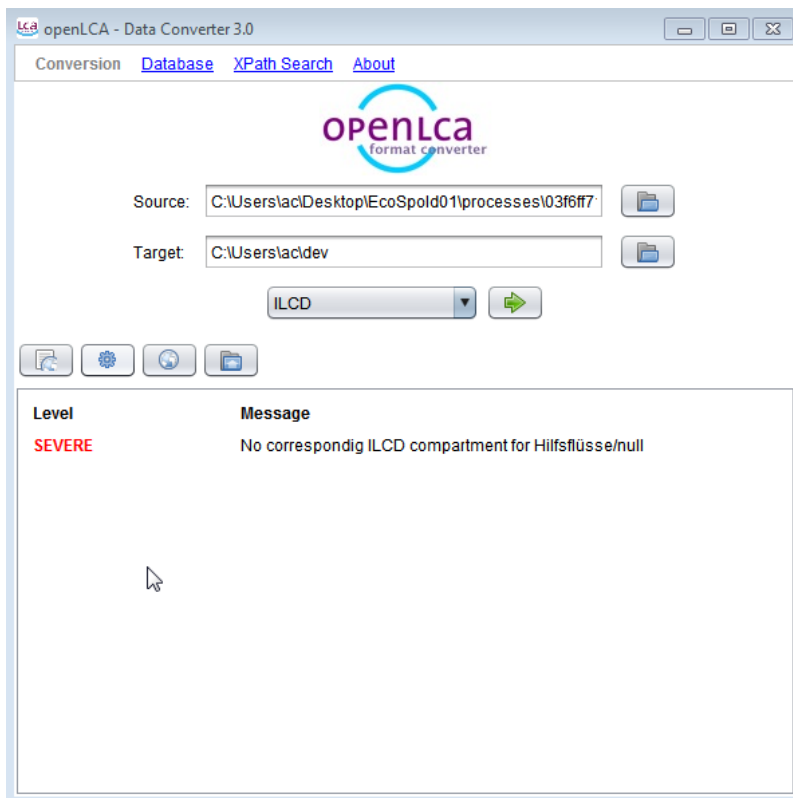 LCA openLCA - Data Converter 3.0
Conversion Database XPath Search About
openLca
format converter
Source: C:\Users\ac\Desktop\EcoSpold01\processes\03f6ff7
Target: C:\Users\ac\dev
ILCD
Level Message
SEVERE No correspondig ILCD compartment for Hilfsflüsse/null